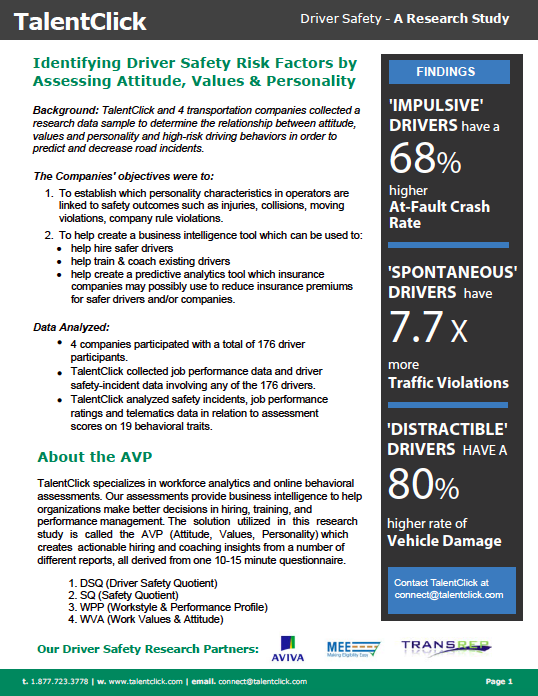 TalentClick
Driver Safety - A Research Study
Identifying Driver Safety Risk Factors by
Assessing Attitude, Values & Personality
Background: TalentClick and 4 transportation companies collected a
research data sample to determine the relationship between attitude,
values and personality and high-risk driving behaviors in order to
predict and decrease road incidents.
The Companies' objectives were to:
1. To establish which personality characteristics in operators are
linked to safety outcomes such as injuries, collisions, moving
violations, company rule violations.
2. To help create a business intelligence tool which can be used to:
• help hire safer drivers
• help train & coach existing drivers
• help create a predictive analytics tool which insurance
companies may possibly use to reduce insurance premiums
for safer drivers and/or companies.
Data Analyzed:
• 4 companies participated with a total of 176 driver
participants.
• TalentClick collected job performance data and driver
safety-incident data involving any of the 176 drivers.
• TalentClick analyzed safety incidents, job performance
ratings and telematics data in relation to assessment
scores on 19 behavioral traits.
About the AVP
TalentClick specializes in workforce analytics and online behavioral
assessments. Our assessments provide business intelligence to help
organizations make better decisions in hiring, training, and
performance management. The solution utilized in this research
study is called the AVP (Attitude, Values, Personality) which
creates actionable hiring and coaching insights from a number of
different reports, all derived from one 10-15 minute questionnaire.
1. DSQ (Driver Safety Quotient)
2. SQ (Safety Quotient)
3. WPP (Workstyle & Performance Profile)
4. WVA (Work Values & Attitude)
FINDINGS
'IMPULSIVE'
DRIVERS have a
68%
higher
At-Fault Crash
Rate
'SPONTANEOUS'
DRIVERS have
7.7 X
more
Traffic Violations
'DISTRACTIBLE'
DRIVERS HAVE A
80%
higher rate of
Vehicle Damage
Contact TalentClick at
connect@talentclick.com
Our Driver Safety Research Partners:
AVIVA
MEE
Making Eligibility Easy
TRANSREP
t. 1.877.723.3778 | w. www.talentclick.com | email. connect@talentclick.com
Page 1